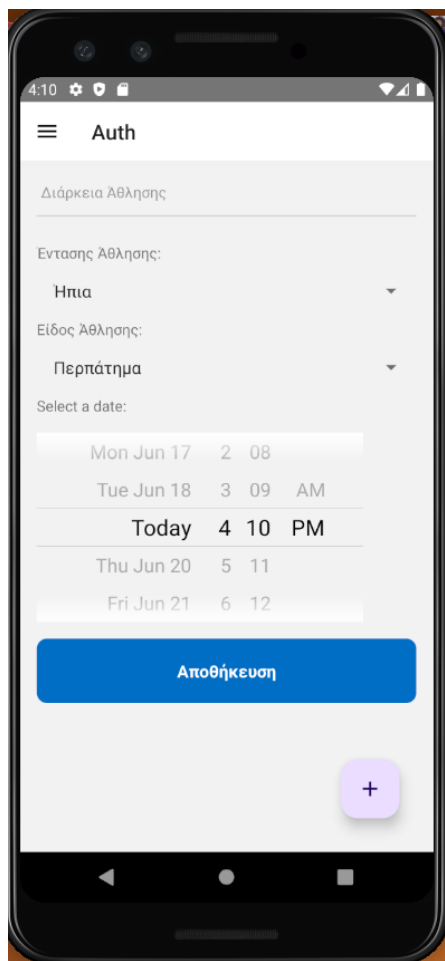 4:10
Auth
Διάρκεια Άθλησης
Έντασης Άθλησης:
Ήπια
Είδος Άθλησης:
Περπάτημα
Select a date:
Mon Jun 17 2 08
Tue Jun 18 3 09 AM
Today 4 10 PM
Thu Jun 20 5 11
Fri Jun 21 6 12
Αποθήκευση
+